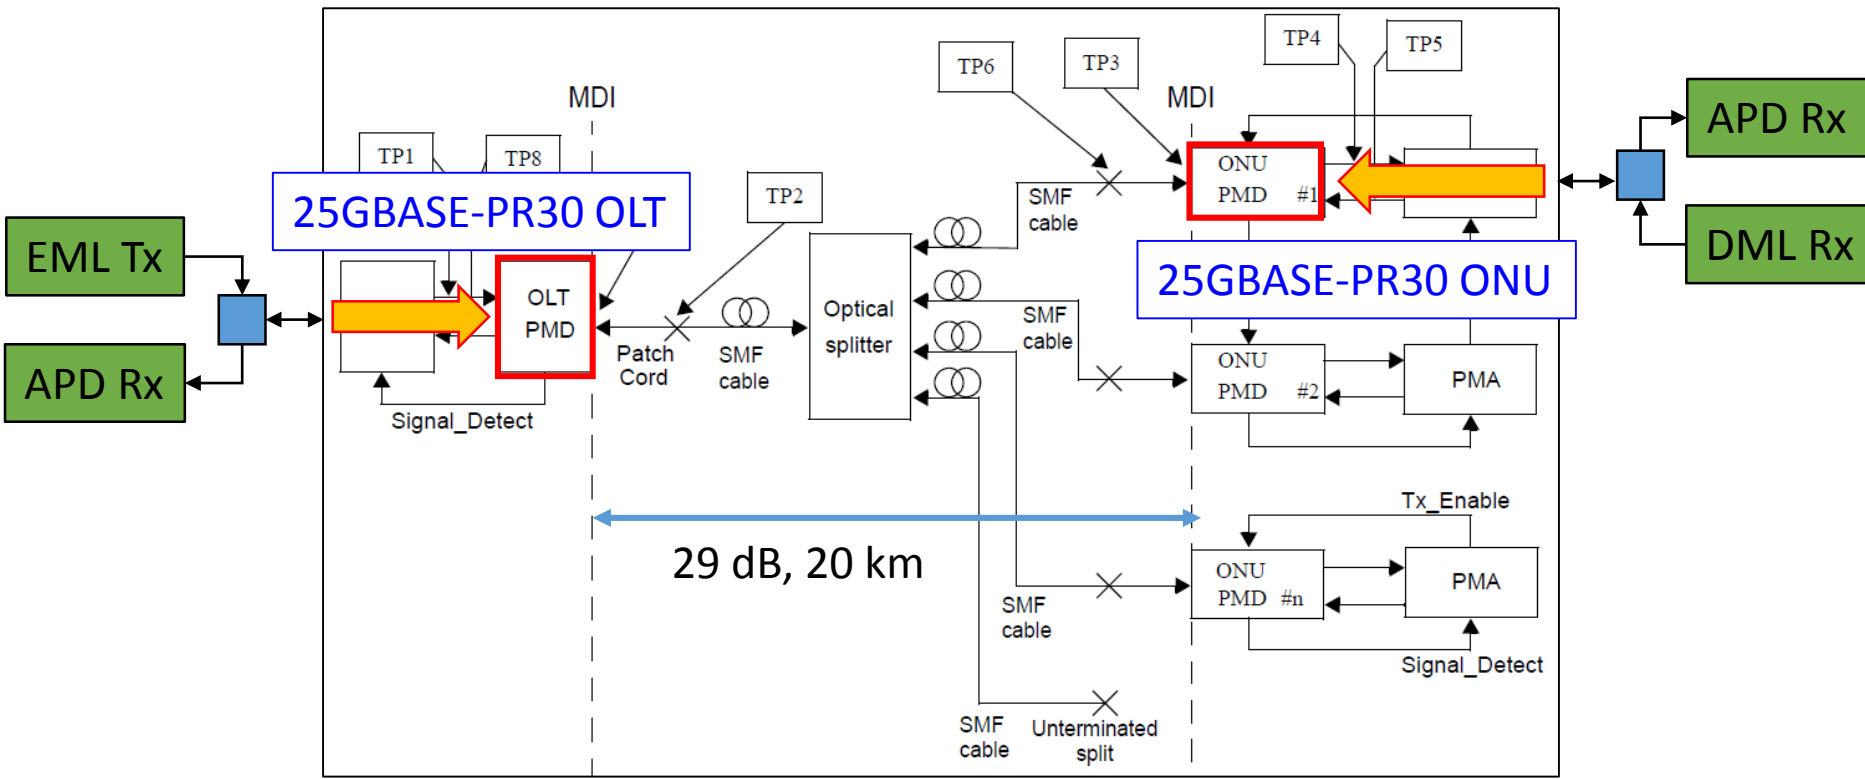 TP4
TP5
TP6
TP3
MDI
MDI
APD Rx
TP1
TP8
ONU
PMD #1
25GBASE-PR30 OLT
TP2
SMF
cable
EML Tx
DML Rx
25GBASE-PR30 ONU
OLT
PMD
Optical
splitter
SMF
cable
Patch
Cord
SMF
cable
ONU
PMD #2
PMA
APD Rx
Signal_Detect
Tx_Enable
29 dB, 20 km
ONU
PMD #n
PMA
SMF
cable
Signal_Detect
SMF
cable
Unterminated
split